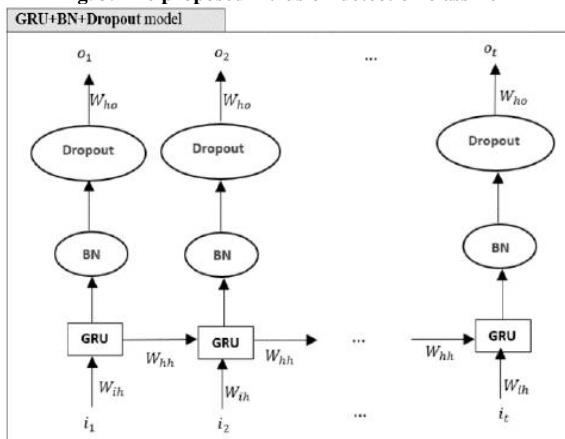 GRU+BN+Dropout model
o₁ o₂ ... oₜ
Wₕₒ Wₕₒ Wₕₒ
Dropout Dropout Dropout
BN BN BN
GRU GRU ... GRU
Wₕₕ Wₕₕ Wₕₕ
Wᵢₕ Wᵢₕ Wᵢₕ
i₁ i₂ ... iₜ